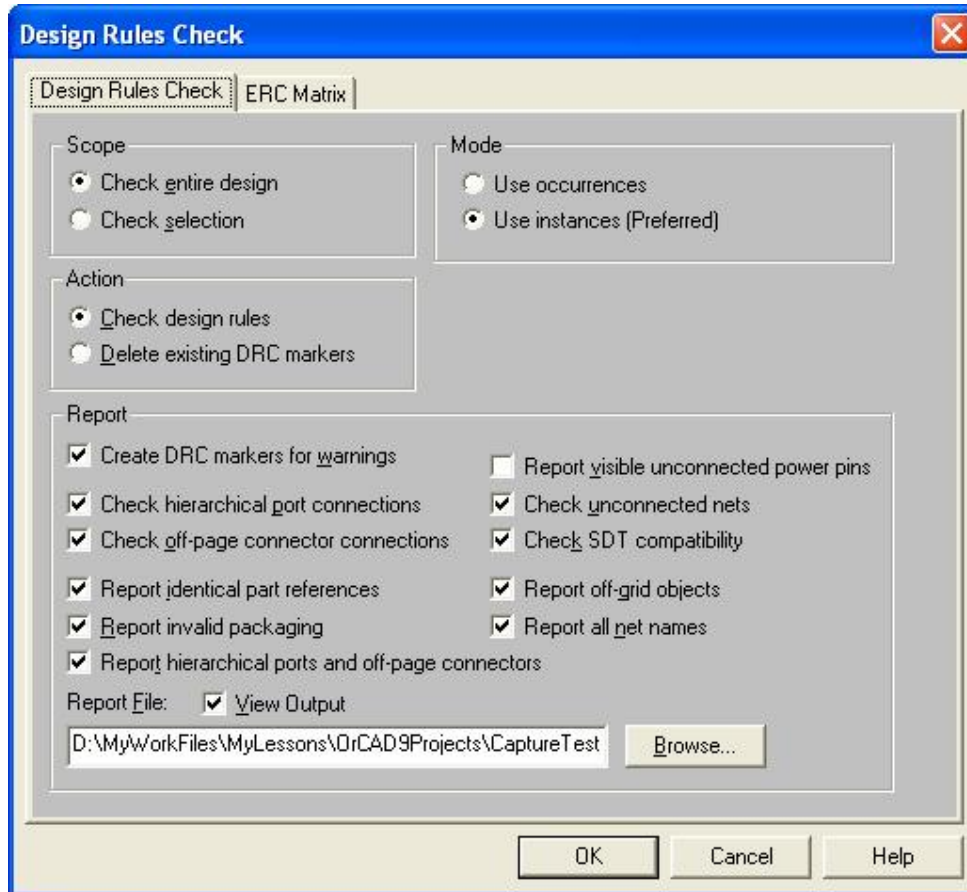 Design Rules Check
Design Rules Check
ERC Matrix
Scope
Check entire design
Check selection
Mode
Use occurrences
Use instances (Preferred)
Action
Check design rules
Delete existing DRC markers
Report
Create DRC markers for warnings
Report visible unconnected power pins
Check hierarchical port connections
Check unconnected nets
Check off-page connector connections
Check SDT compatibility
Report identical part references
Report off-grid objects
Report invalid packaging
Report all net names
Report hierarchical ports and off-page connectors
Report File:
View Output
D:\MyWorkFiles\MyLessons\OrCAD9Projects\CaptureTest
Browse...
OK
Cancel
Help